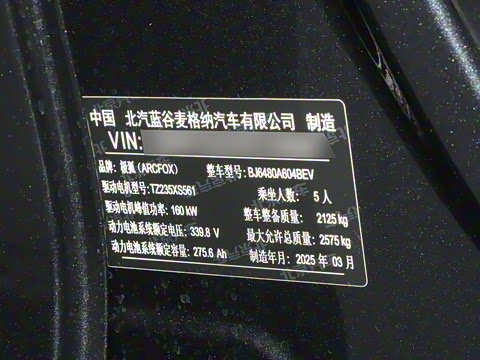 中国 北汽蓝谷麦格纳汽车有限公司 制造
VIN:
品牌：极狐(ARCFOX) 整车型号：BJ6480A604BEV
驱动电机型号：TZ235XS561 乘坐人数： 5 人
驱动电机峰值功率：160 kW 整车整备质量： 2125 kg
动力电池系统额定电压：339.8 V 最大允许总质量：2575 kg
动力电池系统额定容量：275.6 Ah 制造年月：2025 年 03 月